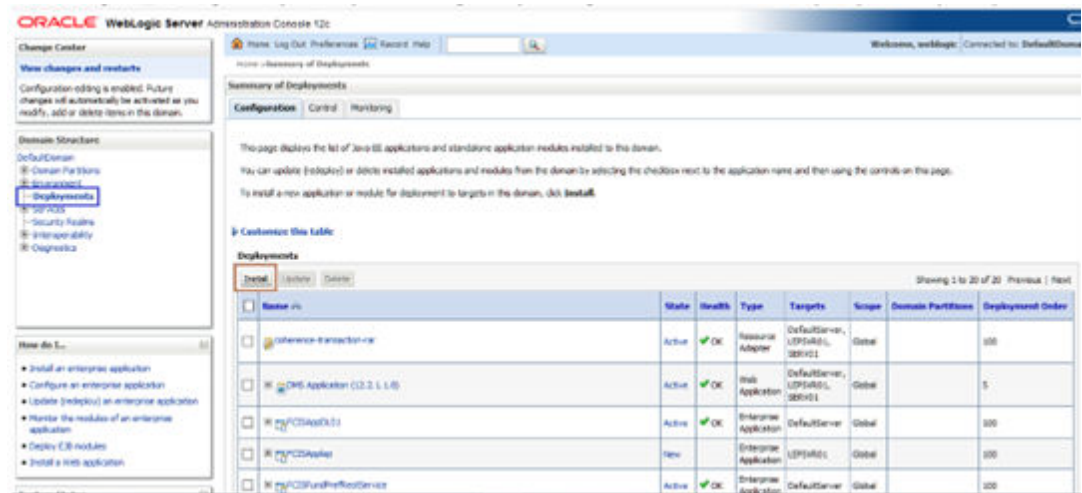 ORACLE WebLogic Server Administration Console 12c
Change Center
View changes and restarts
Configuration editing is enabled. Future
changes will automatically be activated as you
modify, add or delete items in this domain.
Domain Structure
DefaultDomain
Domain Partitions
Environment
Deployments
Services
Security Realms
Interoperability
Diagnostics
How do I...
Install an enterprise application
Configure an enterprise application
Update (redeploy) an enterprise application
Monitor the modules of an enterprise
application
Deploy EJB modules
Install a Web application
Home Log Out Preferences Record Help
Welcome, weblogic Connected to: DefaultDomain
Home >Summary of Deployments
Summary of Deployments
Configuration Control Monitoring
This page displays the list of Java EE applications and standalone application modules installed to this domain.
You can update (redeploy) or delete installed applications and modules from the domain by selecting the checkbox next to the application name and then using the controls on this page.
To install a new application or module for deployment to targets in this domain, click Install.
Customize this table
Deployments
Install Update Delete
Showing 1 to 20 of 20 Previous | Next
Name State Health Type Targets Scope Domain Partitions Deployment Order
coherence-transaction-rar Active OK Resource Adapter DefaultServer, Global 100
DMS Application (12.2.1.1.0) Active OK Web Application DefaultServer, Global 5
Active OK Enterprise Application DefaultServer Global 100
New Enterprise Application Global 100
Active OK Enterprise Application DefaultServer Global 100